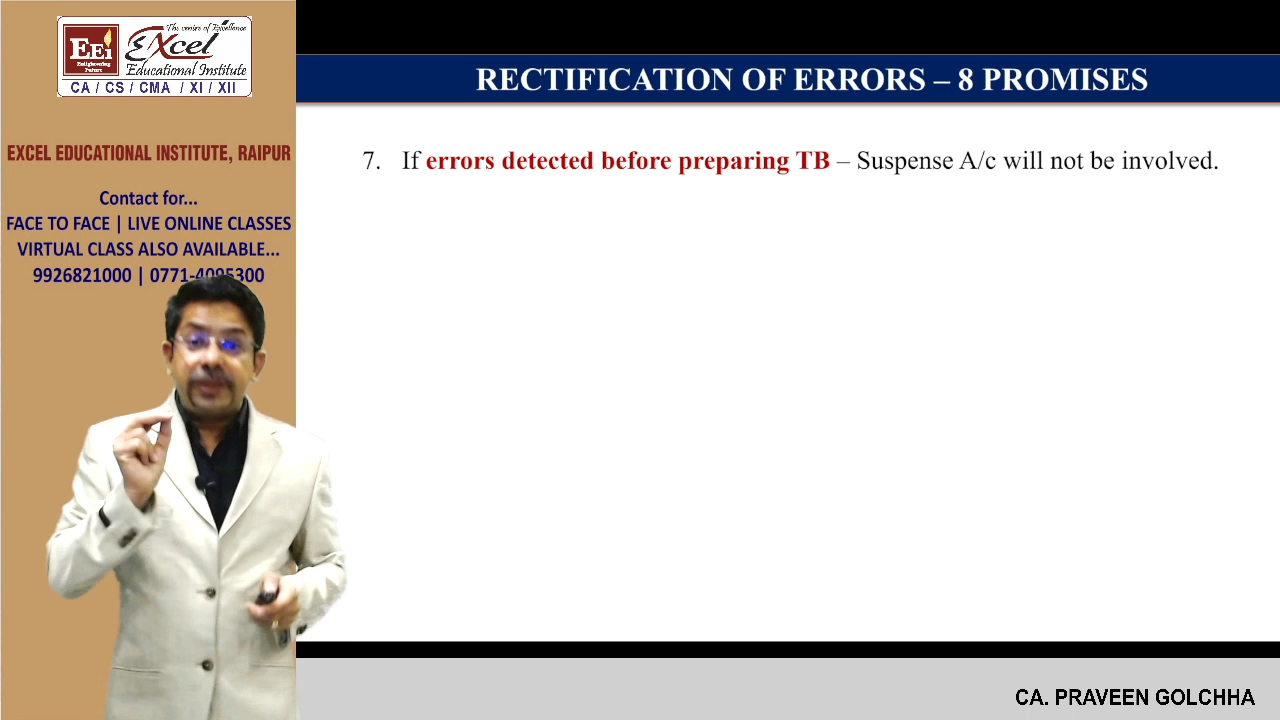 The centre of Excellence
EEi
Enlightening
Future
Excel
Educational Institute
CA / CS / CMA / XI / XII
EXCEL EDUCATIONAL INSTITUTE, RAIPUR
Contact for...
FACE TO FACE | LIVE ONLINE CLASSES
VIRTUAL CLASS ALSO AVAILABLE...
9926821000 | 0771-4095300
RECTIFICATION OF ERRORS – 8 PROMISES
7. If errors detected before preparing TB – Suspense A/c will not be involved.
CA. PRAVEEN GOLCHHA